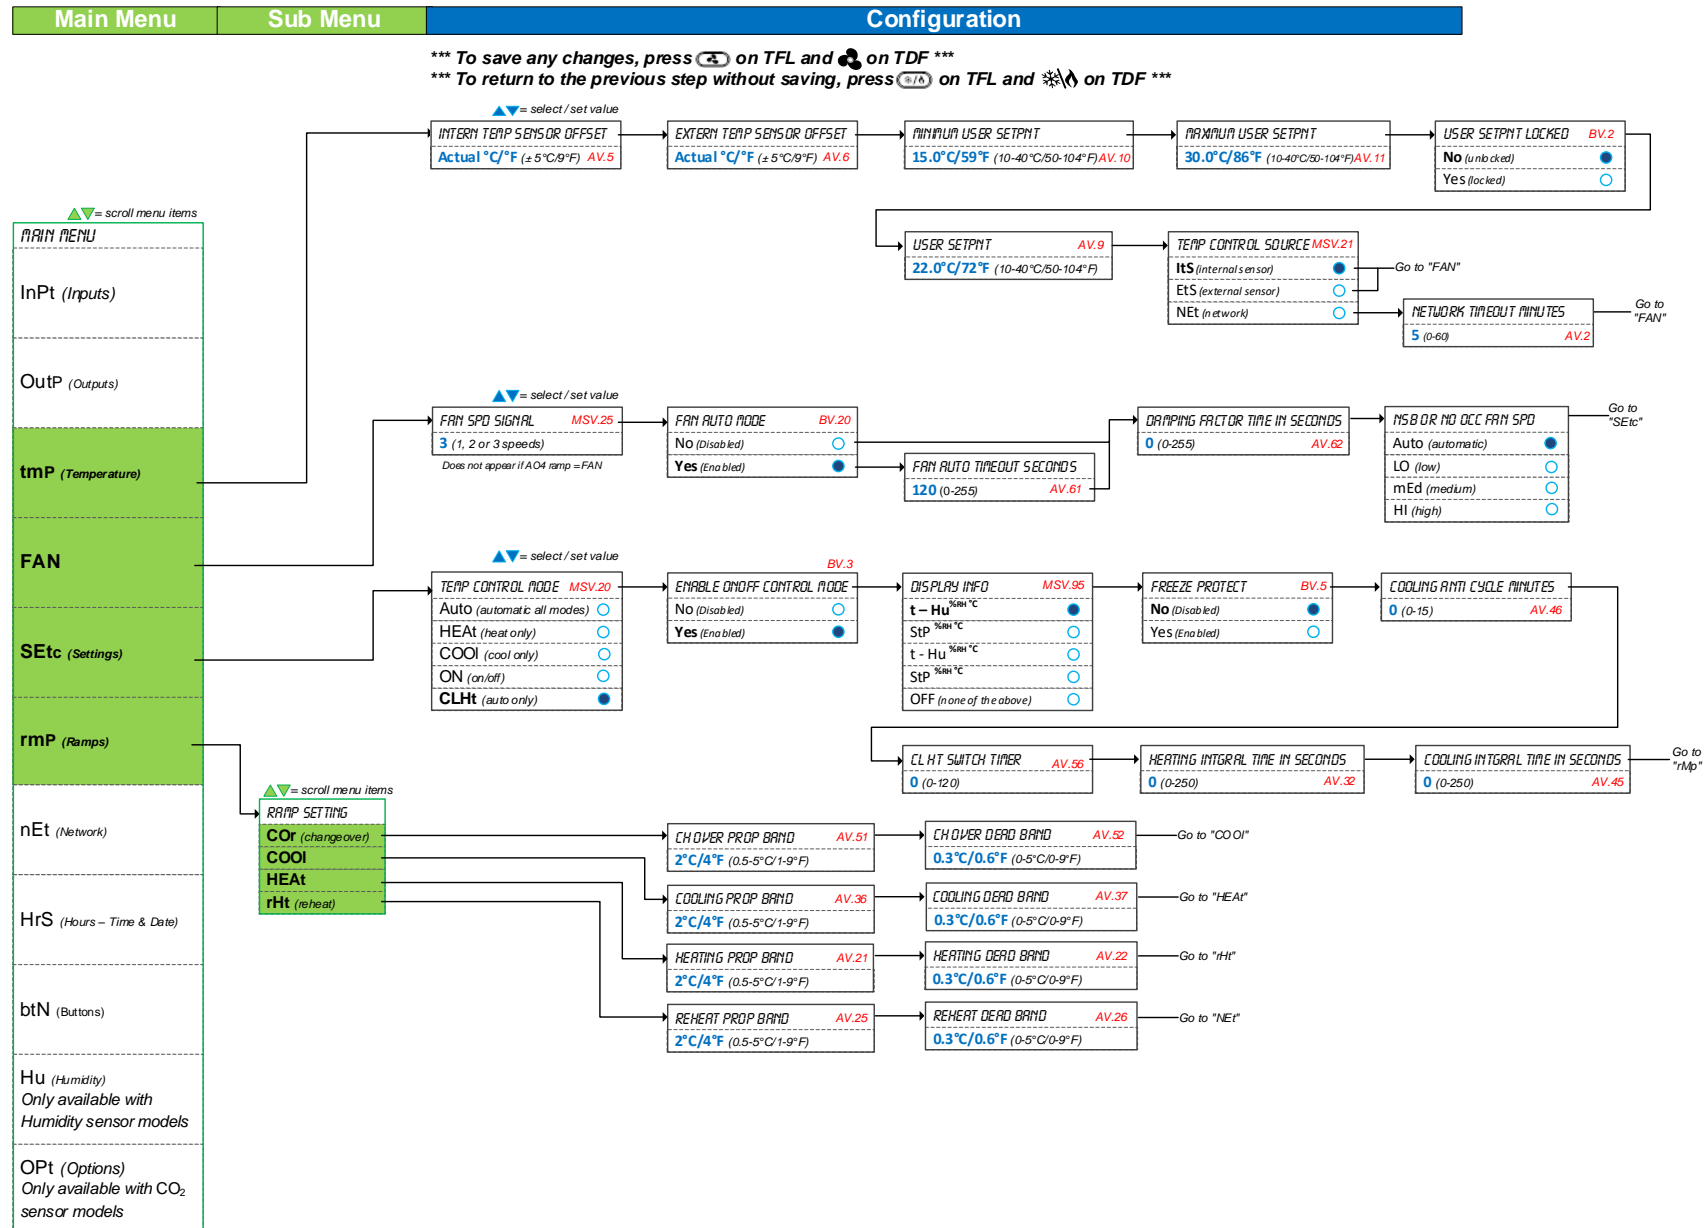 Main Menu
Sub Menu
Configuration
*** To save any changes, press on TFL and on TDF ***
*** To return to the previous step without saving, press on TFL and on TDF ***
= select / set value
INTERN TEMP SENSOR OFFSET
Actual °C/°F (± 5°C/9°F) AV.5
EXTERN TEMP SENSOR OFFSET
Actual °C/°F (± 5°C/9°F) AV.6
MINIMUM USER SETPNT
15.0°C/59°F (10-40°C/50-104°F) AV.10
MAXIMUM USER SETPNT
30.0°C/86°F (10-40°C/50-104°F) AV.11
USER SETPNT LOCKED BV.2
No (unlocked)
Yes (locked)
USER SETPNT AV.9
22.0°C/72°F (10-40°C/50-104°F)
TEMP CONTROL SOURCE MSV.21
ItS (internal sensor)
EtS (external sensor)
NEt (network)
Go to "FAN"
NETWORK TIMEOUT MINUTES
5 (0-60) AV.2
Go to
"FAN"
= scroll menu items
MAIN MENU
InPt (Inputs)
OutP (Outputs)
tmP (Temperature)
FAN
SEtc (Settings)
rmP (Ramps)
nEt (Network)
HrS (Hours – Time & Date)
btN (Buttons)
Hu (Humidity)
Only available with
Humidity sensor models
OPt (Options)
Only available with CO2
sensor models
= select / set value
FAN SPD SIGNAL MSV.25
3 (1, 2 or 3 speeds)
Does not appear if AO4 ramp = FAN
FAN AUTO MODE BV.20
No (Disabled)
Yes (Enabled)
FAN AUTO TIMEOUT SECONDS
120 (0-255) AV.61
DAMPING FACTOR TIME IN SECONDS
0 (0-255) AV.62
NSB OR NO OCC FAN SPD
Auto (automatic)
LO (low)
mEd (medium)
HI (high)
Go to
"SEtc"
= select / set value
TEMP CONTROL MODE MSV.20
Auto (automatic all modes)
HEAt (heat only)
COOl (cool only)
ON (on/off)
CLHt (auto only)
BV.3
ENABLE ONOFF CONTROL MODE
No (Disabled)
Yes (Enabled)
DISPLAY INFO MSV.95
t – Hu %RH °C
StP %RH °C
t - Hu %RH °C
StP %RH °C
OFF (none of the above)
FREEZE PROTECT BV.5
No (Disabled)
Yes (Enabled)
COOLING ANTI CYCLE MINUTES
0 (0-15) AV.46
CL HT SWITCH TIMER AV.56
0 (0-120)
HEATING INTGRAL TIME IN SECONDS
0 (0-250) AV.32
COOLING INTGRAL TIME IN SECONDS
0 (0-250) AV.45
Go to
"rMp"
= scroll menu items
RAMP SETTING
COr (changeover)
COOl
HEAt
rHt (reheat)
CH OVER PROP BAND AV.51
2°C/4°F (0.5-5°C/1-9°F)
CH OVER DEAD BAND AV.52
0.3°C/0.6°F (0-5°C/0-9°F)
Go to "COOl"
COOLING PROP BAND AV.36
2°C/4°F (0.5-5°C/1-9°F)
COOLING DEAD BAND AV.37
0.3°C/0.6°F (0-5°C/0-9°F)
Go to "HEAt"
HEATING PROP BAND AV.21
2°C/4°F (0.5-5°C/1-9°F)
HEATING DEAD BAND AV.22
0.3°C/0.6°F (0-5°C/0-9°F)
Go to "rHt"
REHEAT PROP BAND AV.25
2°C/4°F (0.5-5°C/1-9°F)
REHEAT DEAD BAND AV.26
0.3°C/0.6°F (0-5°C/0-9°F)
Go to "NEt"